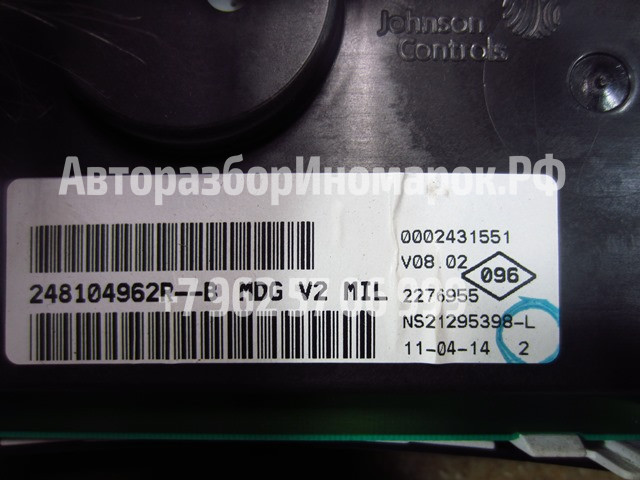 Johnson
Controls
АвторазборИномарок.РФ
0002431551
V08.02
096
248104962R--B MDG V2 MIL
2276955
NS21295398-L
11-04-14 2